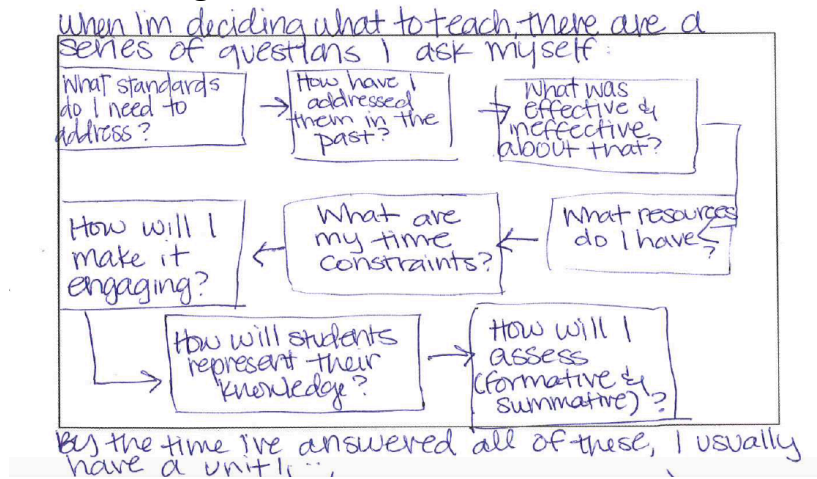 when I'm deciding what to teach, there are a
series of questions I ask myself:
What standards
do I need to
address?
How have I
addressed
them in the
past?
What was
effective &
ineffective
about that?
What resources
do I have
?
What are
my time
constraints?
How will I
make it
engaging?
How will students
represent their
knowledge?
How will I
assess
(formative &
summative)?
By the time I've answered all of these, I usually
have a unit!